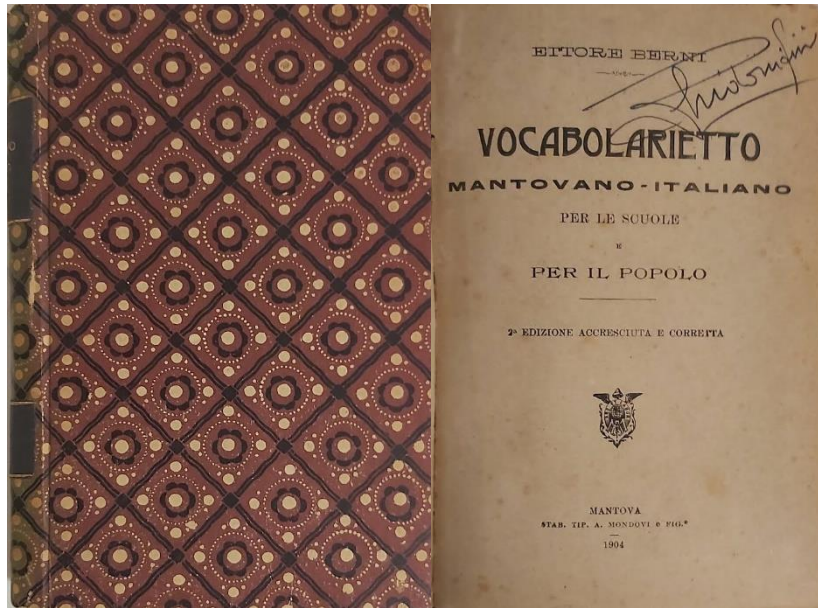 ETTORE BERNI
VOCABOLARIETTO
MANTOVANO-ITALIANO
PER LE SCUOLE
E
PER IL POPOLO
2ª EDIZIONE ACCRESCIUTA E CORRETTA
MANTOVA
STAB. TIP. A. MONDOVI e FIG.°
1904